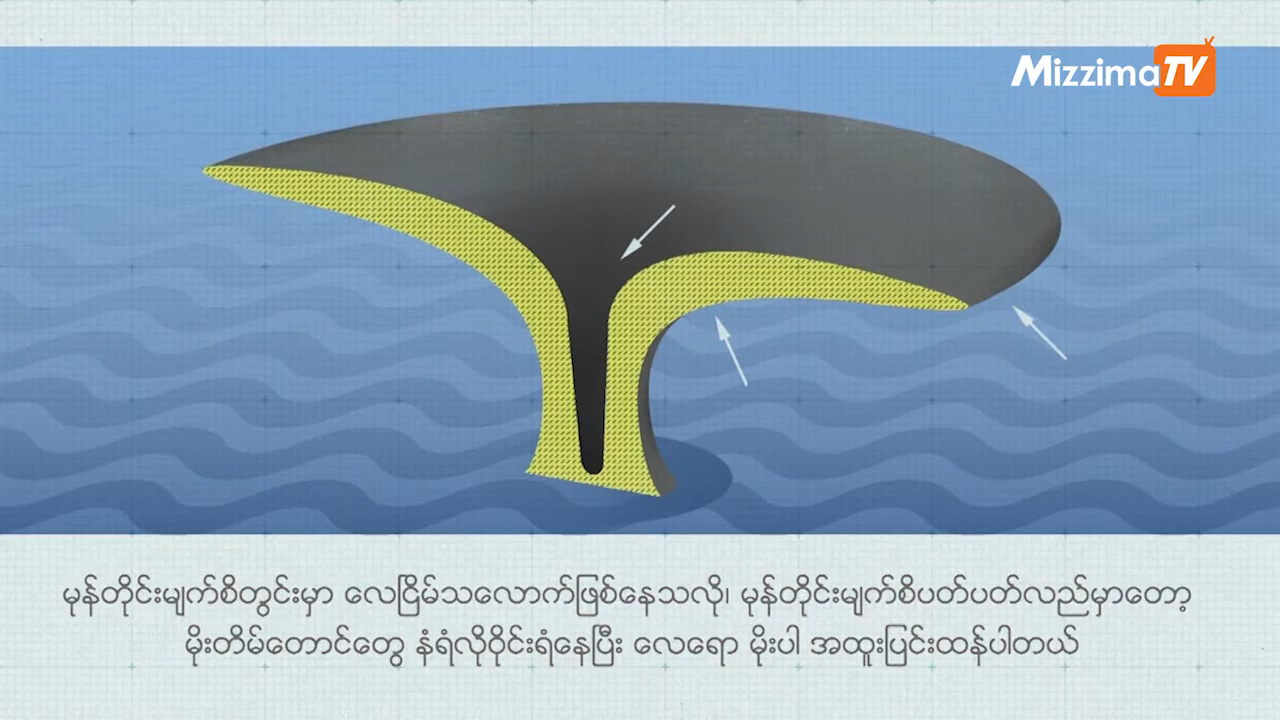 MizzimaTV
မုန်တိုင်းမျက်စိတွင်းမှာ လေငြိမ်သလောက်ဖြစ်နေသလို၊ မုန်တိုင်းမျက်စိပတ်ပတ်လည်မှာတော့
မိုးတိမ်တောင်တွေ နံရံလိုဝိုင်းရံနေပြီး လေရော မိုးပါ အထူးပြင်းထန်ပါတယ်